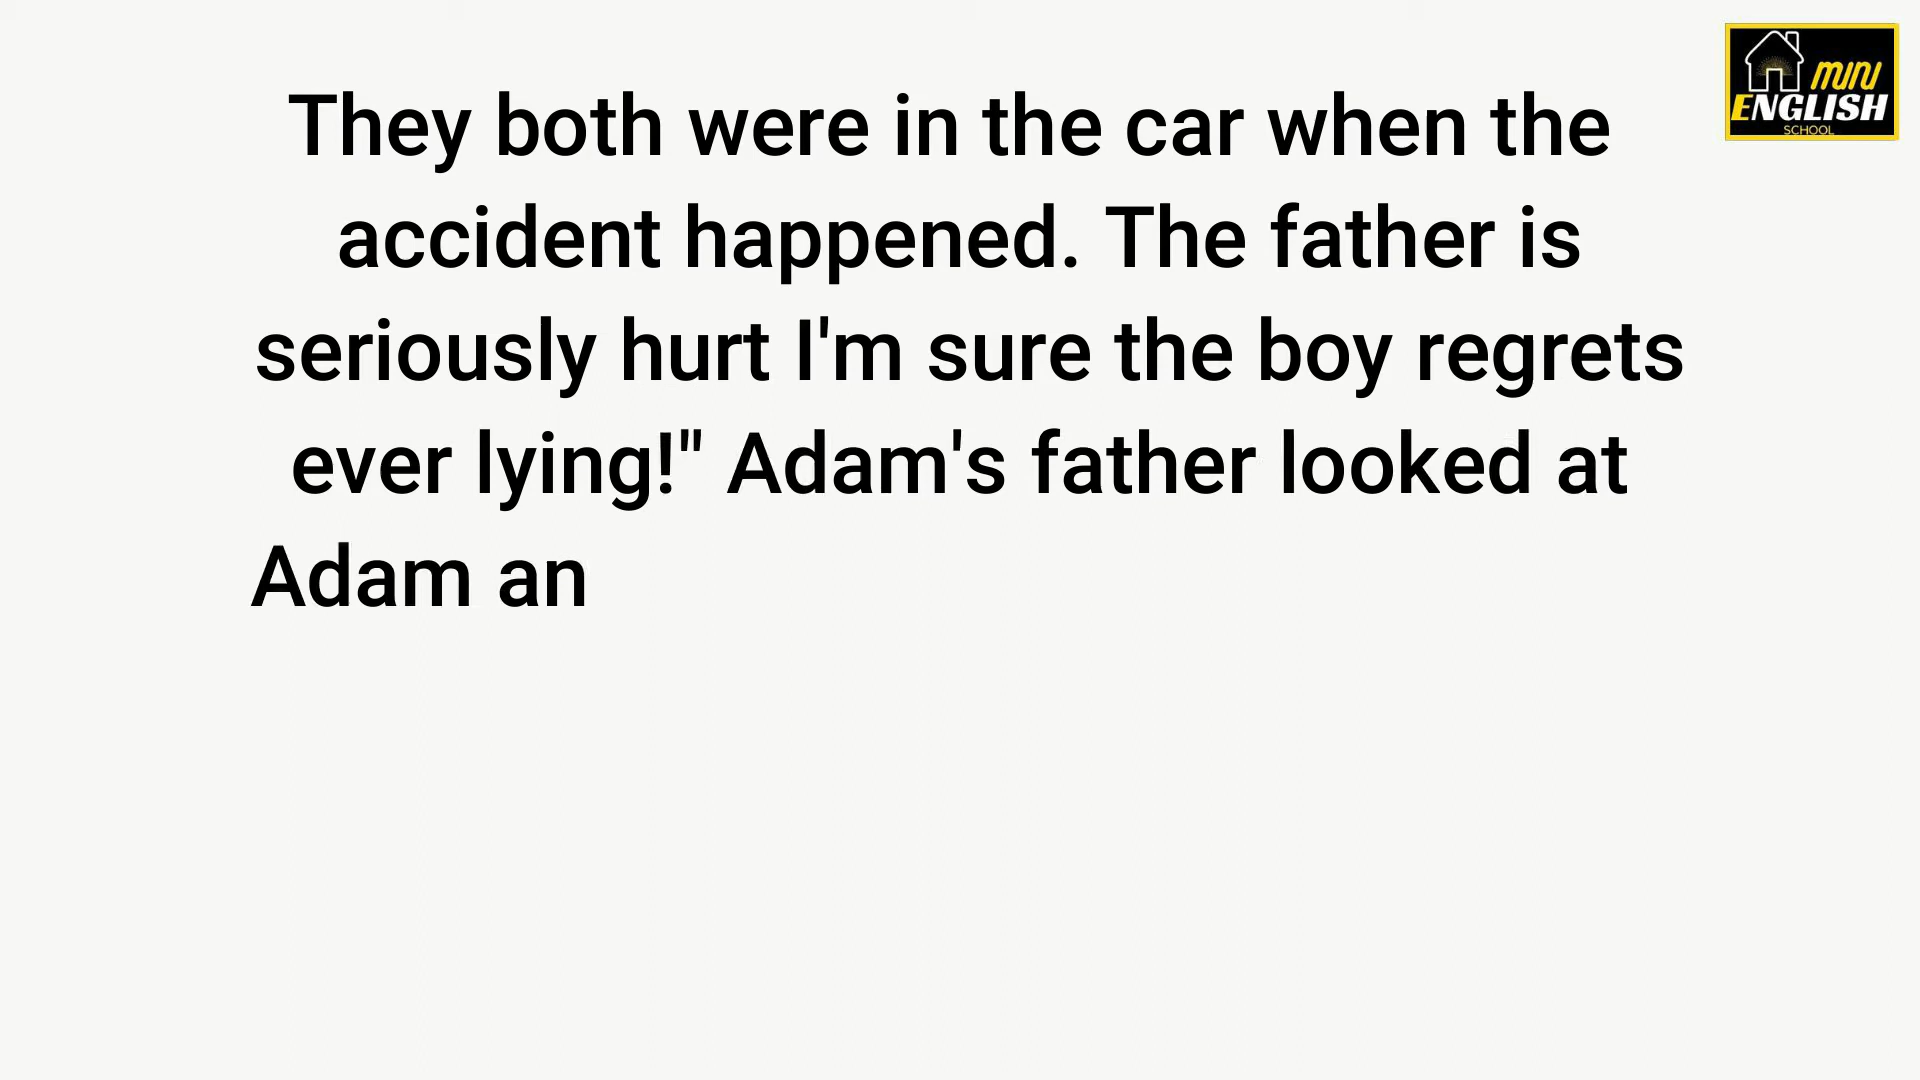 They both were in the car when the
accident happened. The father is
seriously hurt I'm sure the boy regrets
ever lying!" Adam's father looked at
Adam an
mini
ENGLISH
SCHOOL